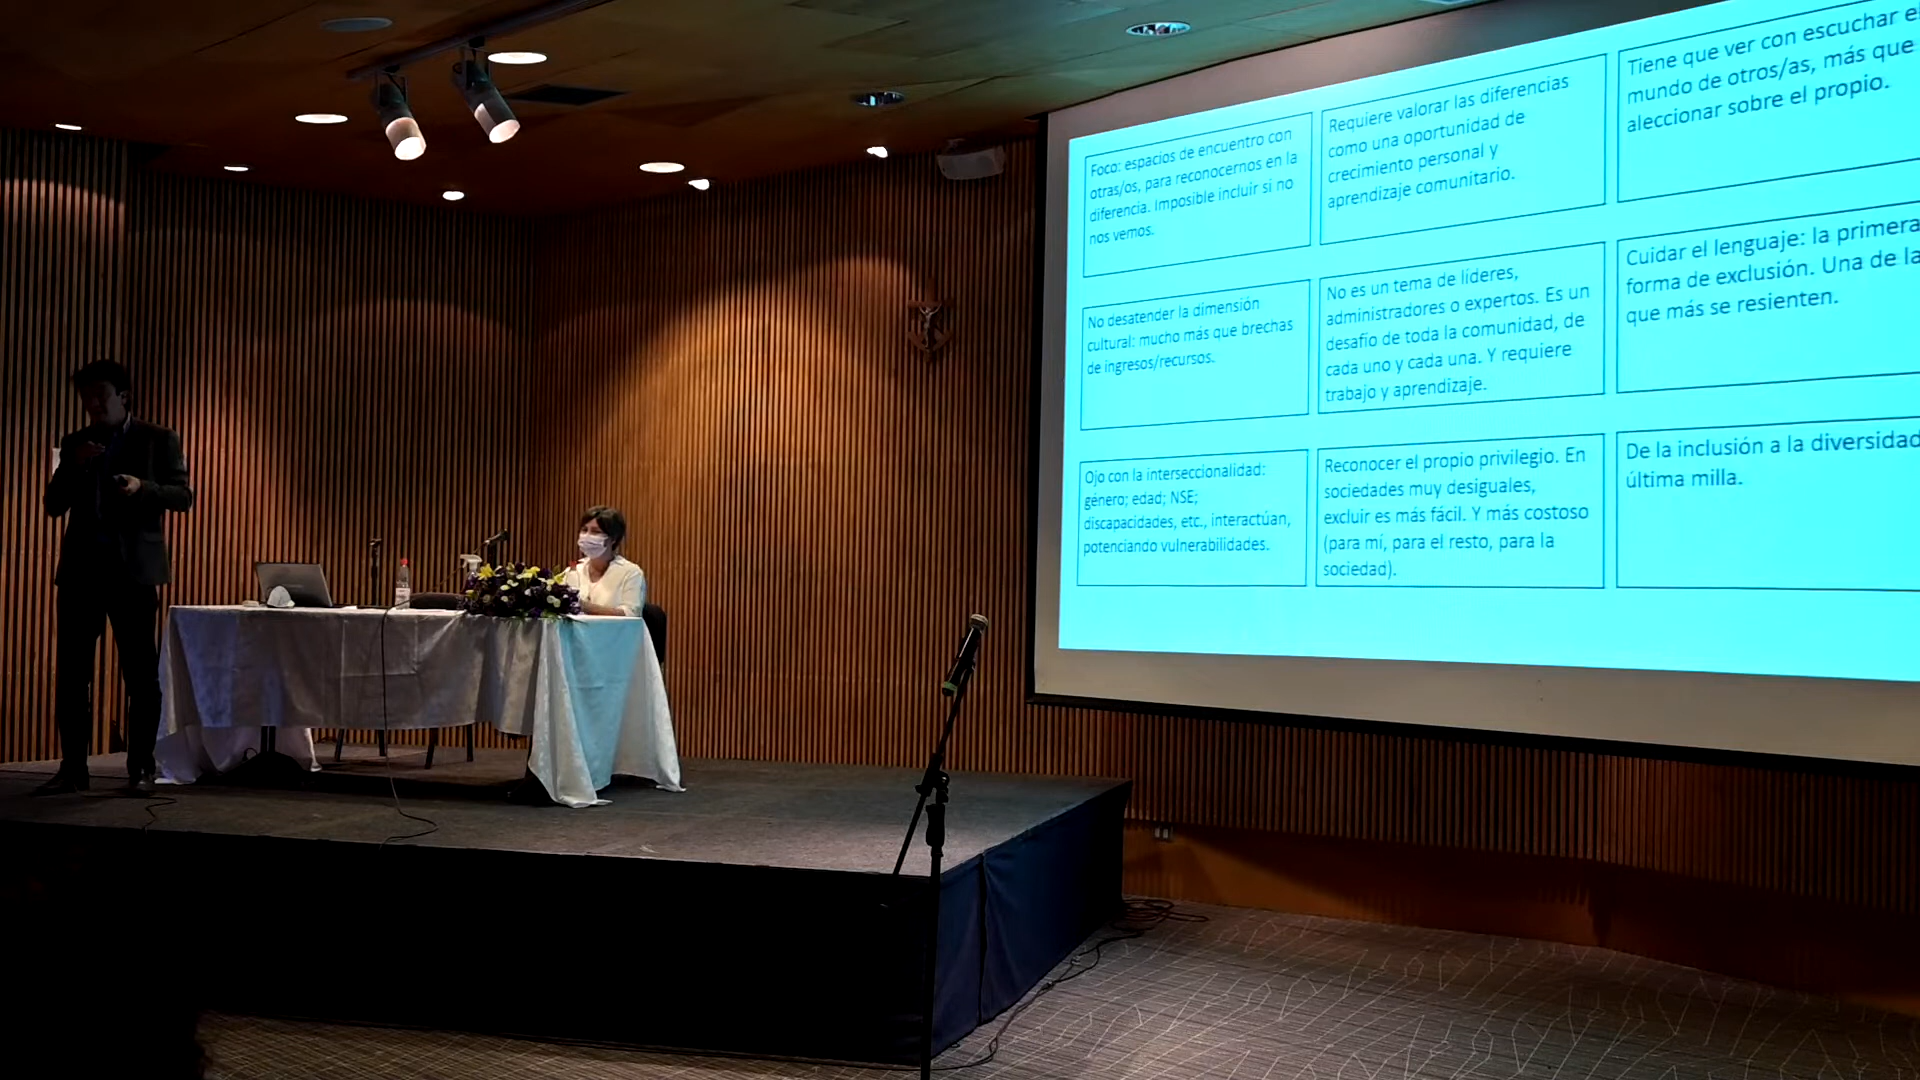 Foco: espacios de encuentro con
otras/os, para reconocernos en la
diferencia. Imposible incluir si no
nos vemos.
Requiere valorar las diferencias
como una oportunidad de
crecimiento personal y
aprendizaje comunitario.
Tiene que ver con escuchar el
mundo de otros/as, más que
aleccionar sobre el propio.
No desatender la dimensión
cultural: mucho más que brechas
de ingresos/recursos.
No es un tema de líderes,
administradores o expertos. Es un
desafío de toda la comunidad, de
cada uno y cada una. Y requiere
trabajo y aprendizaje.
Cuidar el lenguaje: la primera
forma de exclusión. Una de la
que más se resienten.
Ojo con la interseccionalidad:
género; edad; NSE;
discapacidades, etc., interactúan,
potenciando vulnerabilidades.
Reconocer el propio privilegio. En
sociedades muy desiguales,
excluir es más fácil. Y más costoso
(para mí, para el resto, para la
sociedad).
De la inclusión a la diversidad
última milla.